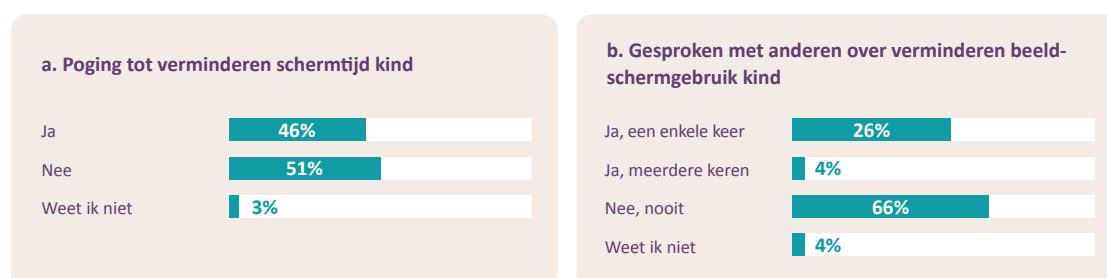 a. Poging tot verminderen schermtijd kind
Ja 46%
Nee 51%
Weet ik niet 3%
b. Gesproken met anderen over verminderen beeld-
schermgebruik kind
Ja, een enkele keer 26%
Ja, meerdere keren 4%
Nee, nooit 66%
Weet ik niet 4%